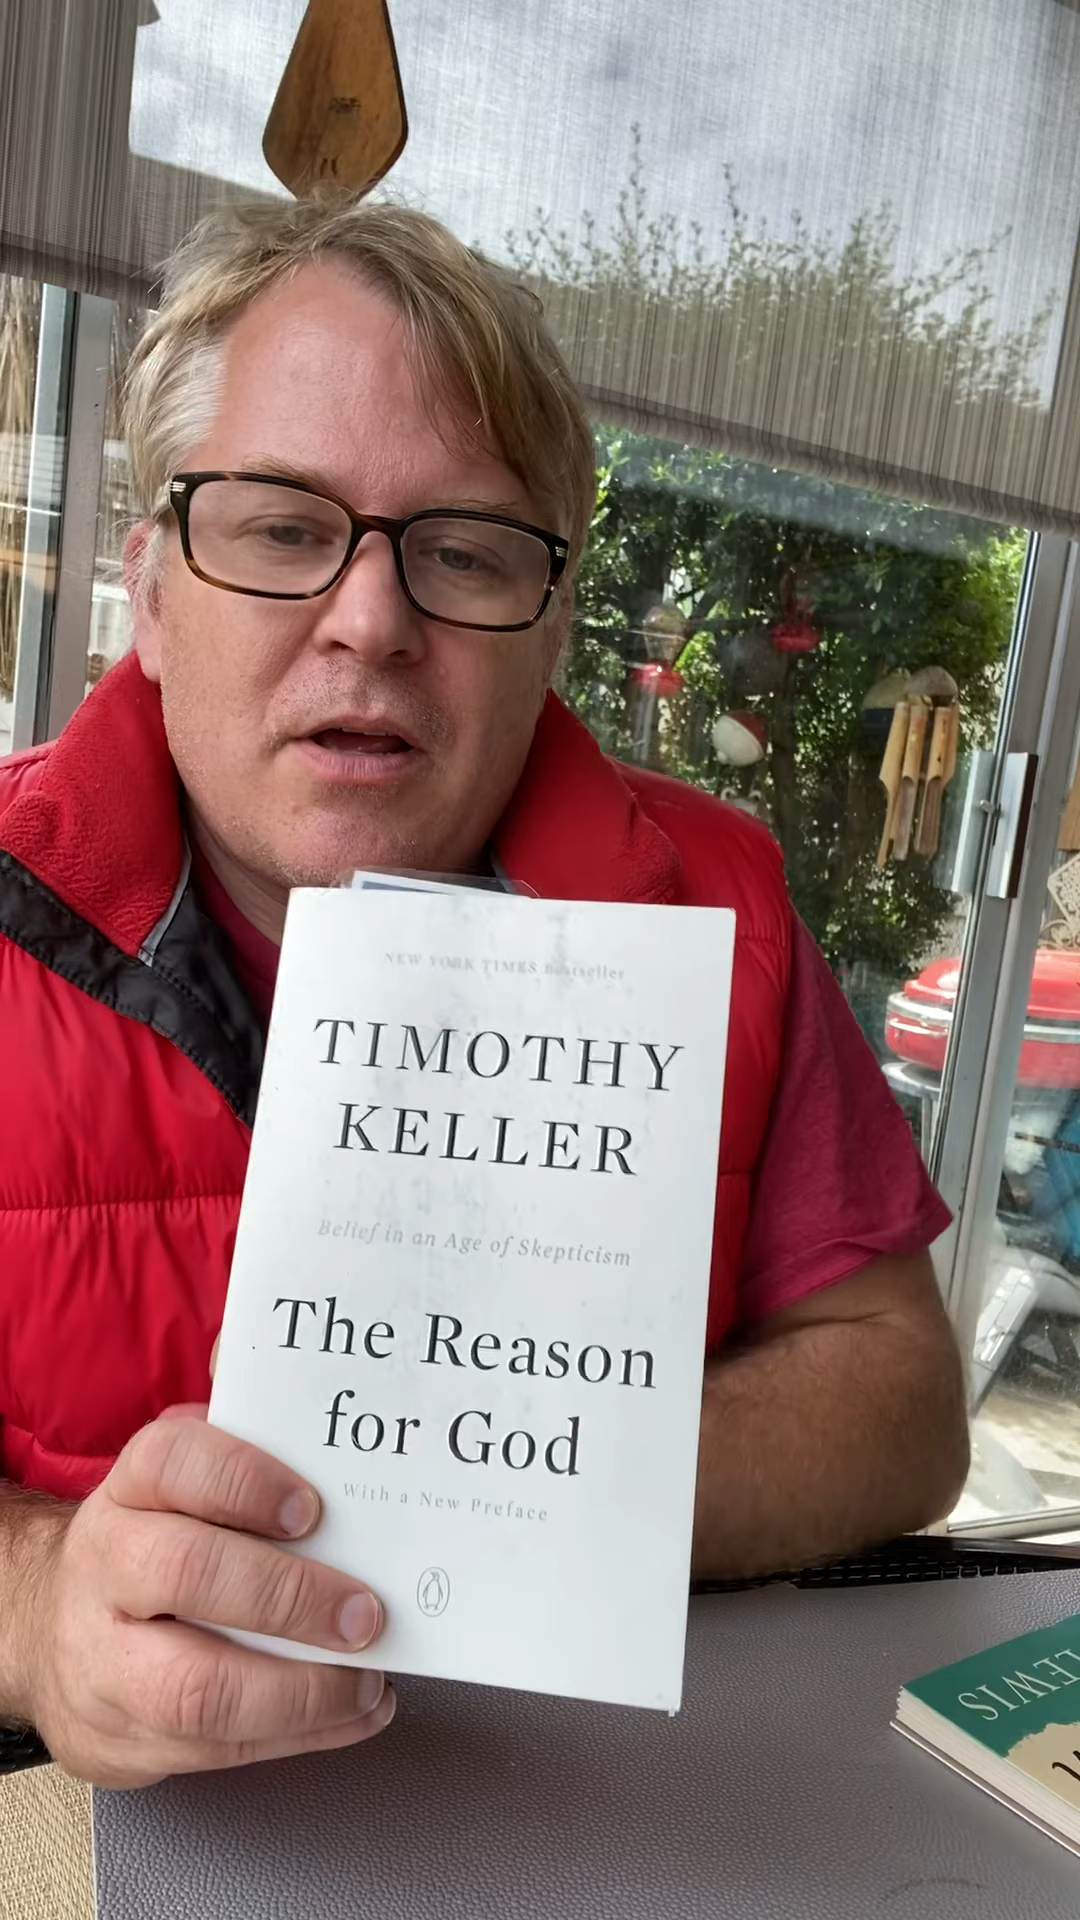 NEW YORK TIMES Bestseller
TIMOTHY
KELLER
Belief in an Age of Skepticism
The Reason
for God
With a New Preface
LEWIS